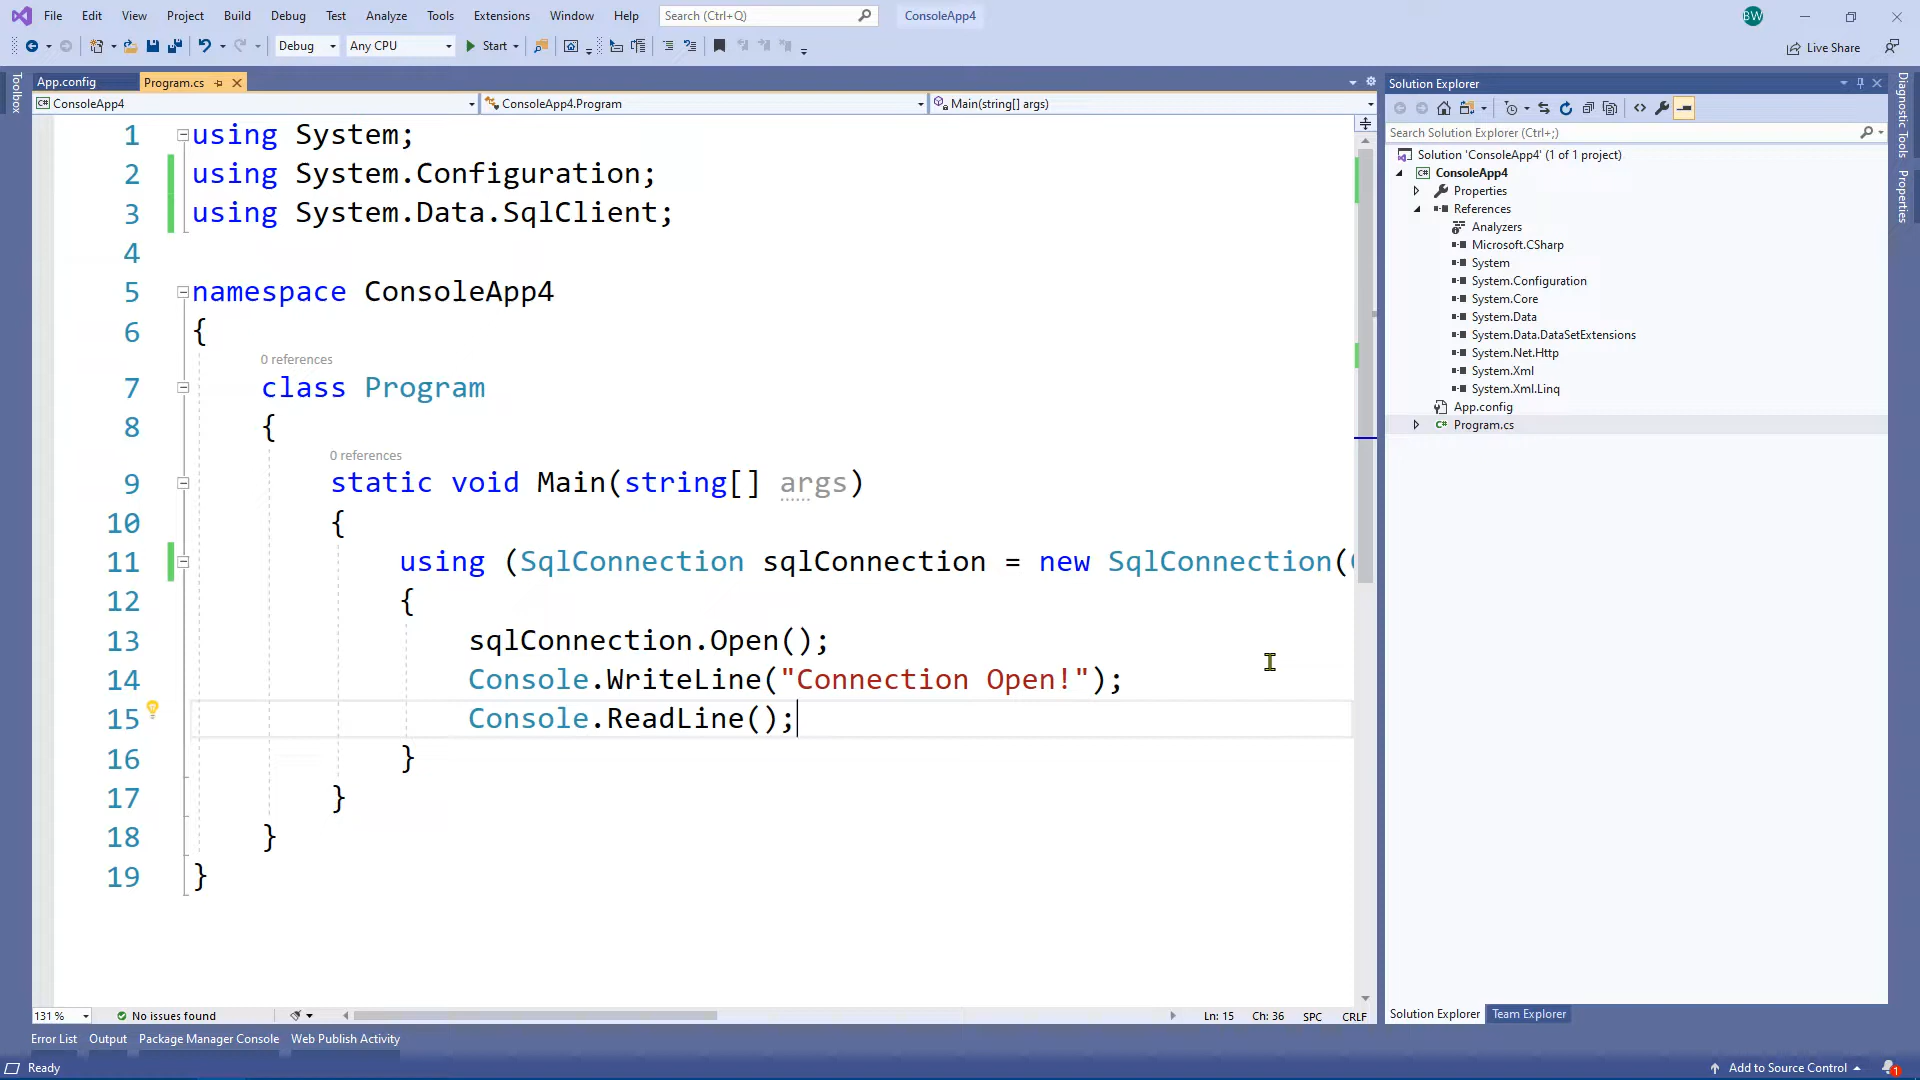 File Edit View Project Build Debug Test Analyze Tools Extensions Window Help Search (Ctrl+Q) ConsoleApp4 BW
Debug Any CPU Start Live Share
Toolbox
App.config Program.cs
ConsoleApp4 ConsoleApp4.Program Main(string[] args)
1 using System;
2 using System.Configuration;
3 using System.Data.SqlClient;
4
5 namespace ConsoleApp4
6 {
0 references
7 class Program
8 {
0 references
9 static void Main(string[] args)
10 {
11 using (SqlConnection sqlConnection = new SqlConnection(
12 {
13 sqlConnection.Open();
14 Console.WriteLine("Connection Open!");
15 Console.ReadLine();
16 }
17 }
18 }
19 }
131 % No issues found Ln: 15 Ch: 36 SPC CRLF
Solution Explorer
Search Solution Explorer (Ctrl+;)
Solution 'ConsoleApp4' (1 of 1 project)
C# ConsoleApp4
Properties
References
Analyzers
Microsoft.CSharp
System
System.Configuration
System.Core
System.Data
System.Data.DataSetExtensions
System.Net.Http
System.Xml
System.Xml.Linq
App.config
C# Program.cs
Solution Explorer Team Explorer
Diagnostic Tools
Properties
Error List Output Package Manager Console Web Publish Activity
Ready Add to Source Control 1